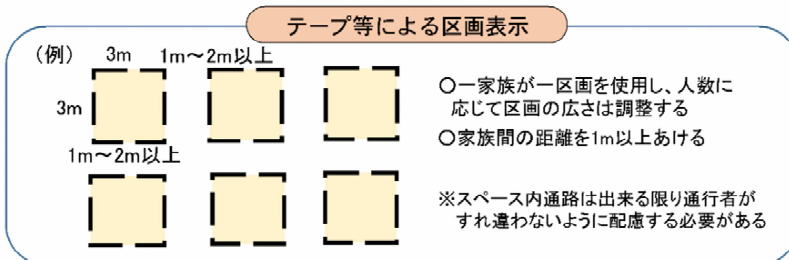 テープ等による区画表示
(例)
3m
1m~2m以上
3m
1m~2m以上
○一家族が一区画を使用し、人数に
応じて区画の広さは調整する
○家族間の距離を1m以上あける
※スペース内通路は出来る限り通行者が
すれ違わないように配慮する必要がある